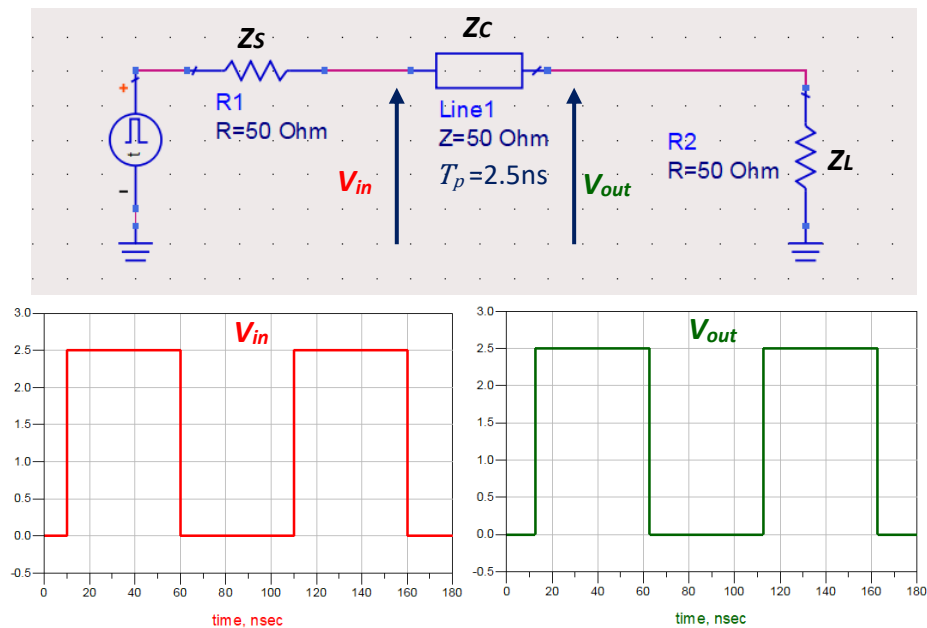 ZS
ZC
+
R1
R=50 Ohm
Line1
Z=50 Ohm
Tp=2.5ns
R2
R=50 Ohm
ZL
t
–
Vin
Vout
Vin
3.0
2.5
2.0
1.5
1.0
0.5
0.0
-0.5
0 20 40 60 80 100 120 140 160 180
time, nsec
Vout
3.0
2.5
2.0
1.5
1.0
0.5
0.0
-0.5
0 20 40 60 80 100 120 140 160 180
time, nsec